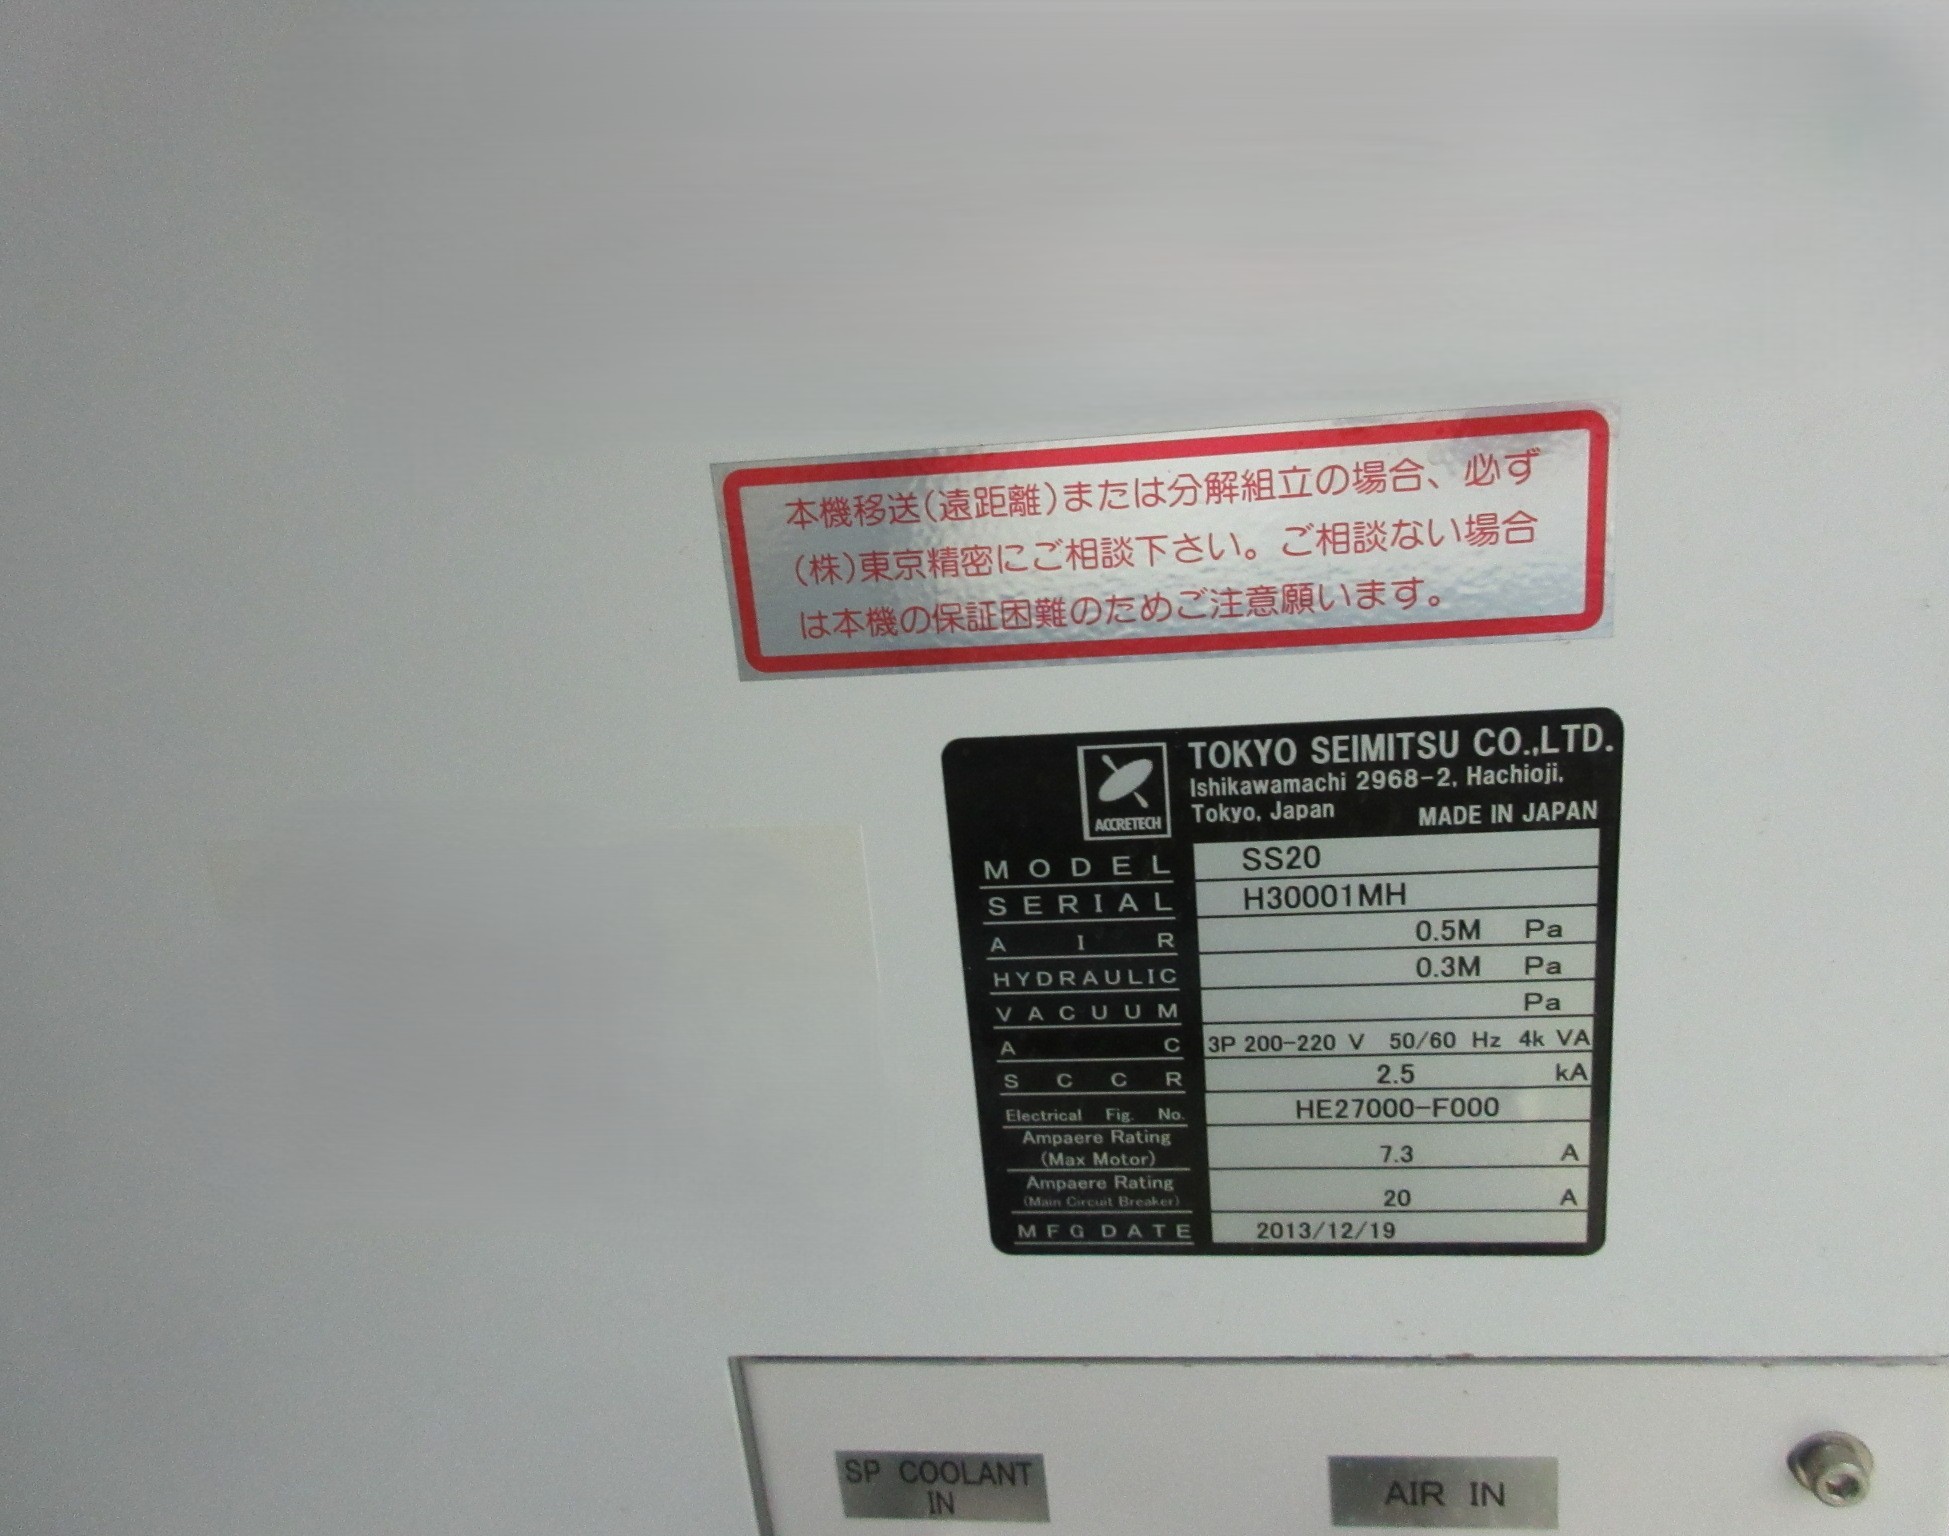 本機移送(遠距離)または分解組立の場合、必ず
(株)東京精密にご相談下さい。ご相談ない場合
は本機の保証困難のためご注意願います。
ACCRETECH
TOKYO SEIMITSU CO.,LTD.
Ishikawamachi 2968-2, Hachioji,
Tokyo, Japan MADE IN JAPAN
MODEL SS20
SERIAL H30001MH
AIR 0.5M Pa
HYDRAULIC 0.3M Pa
VACUUM Pa
AC 3P 200-220 V 50/60 Hz 4k VA
SCCR 2.5 kA
Electrical Fig. No. HE27000-F000
Ampaere Rating
(Max Motor) 7.3 A
Ampaere Rating
(Main Circuit Breaker) 20 A
MFG DATE 2013/12/19
SP COOLANT
IN
AIR IN